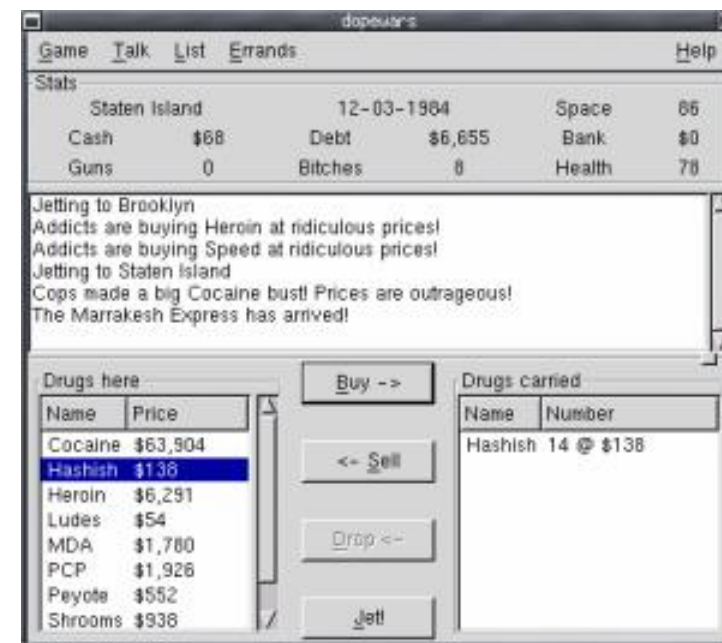 dopewars
Game Talk List Errands Help
Stats
Staten Island 12-03-1984 Space 86
Cash $68 Debt $6,655 Bank $0
Guns 0 Bitches 8 Health 78
Jetting to Brooklyn
Addicts are buying Heroin at ridiculous prices!
Addicts are buying Speed at ridiculous prices!
Jetting to Staten Island
Cops made a big Cocaine bust! Prices are outrageous!
The Marrakesh Express has arrived!
Drugs here
Name Price
Cocaine $63,904
Hashish $138
Heroin $6,291
Ludes $54
MDA $1,780
PCP $1,926
Peyote $552
Shrooms $938
Buy ->
<- Sell
Drop <-
Jet!
Drugs carried
Name Number
Hashish 14 @ $138